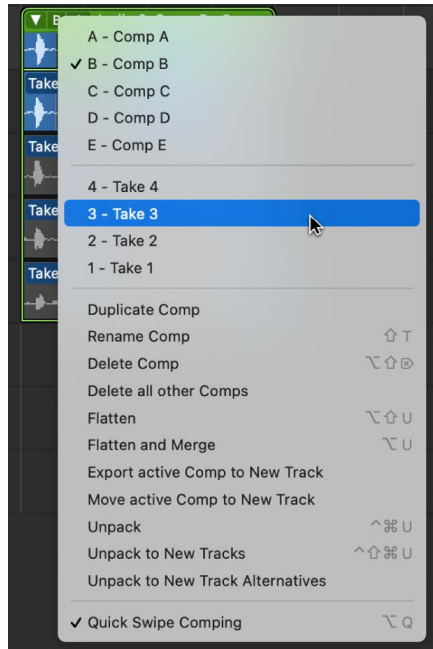 A - Comp A
✓ B - Comp B
Take
C - Comp C
D - Comp D
Take
E - Comp E
4 - Take 4
Take
3 - Take 3
2 - Take 2
Take
1 - Take 1
Duplicate Comp
Rename Comp ⇧ T
Delete Comp ⌥⇧⌦
Delete all other Comps
Flatten ⌥⇧U
Flatten and Merge ⌥U
Export active Comp to New Track
Move active Comp to New Track
Unpack ^⌘U
Unpack to New Tracks ^⇧⌘U
Unpack to New Track Alternatives
✓ Quick Swipe Comping ⌥Q